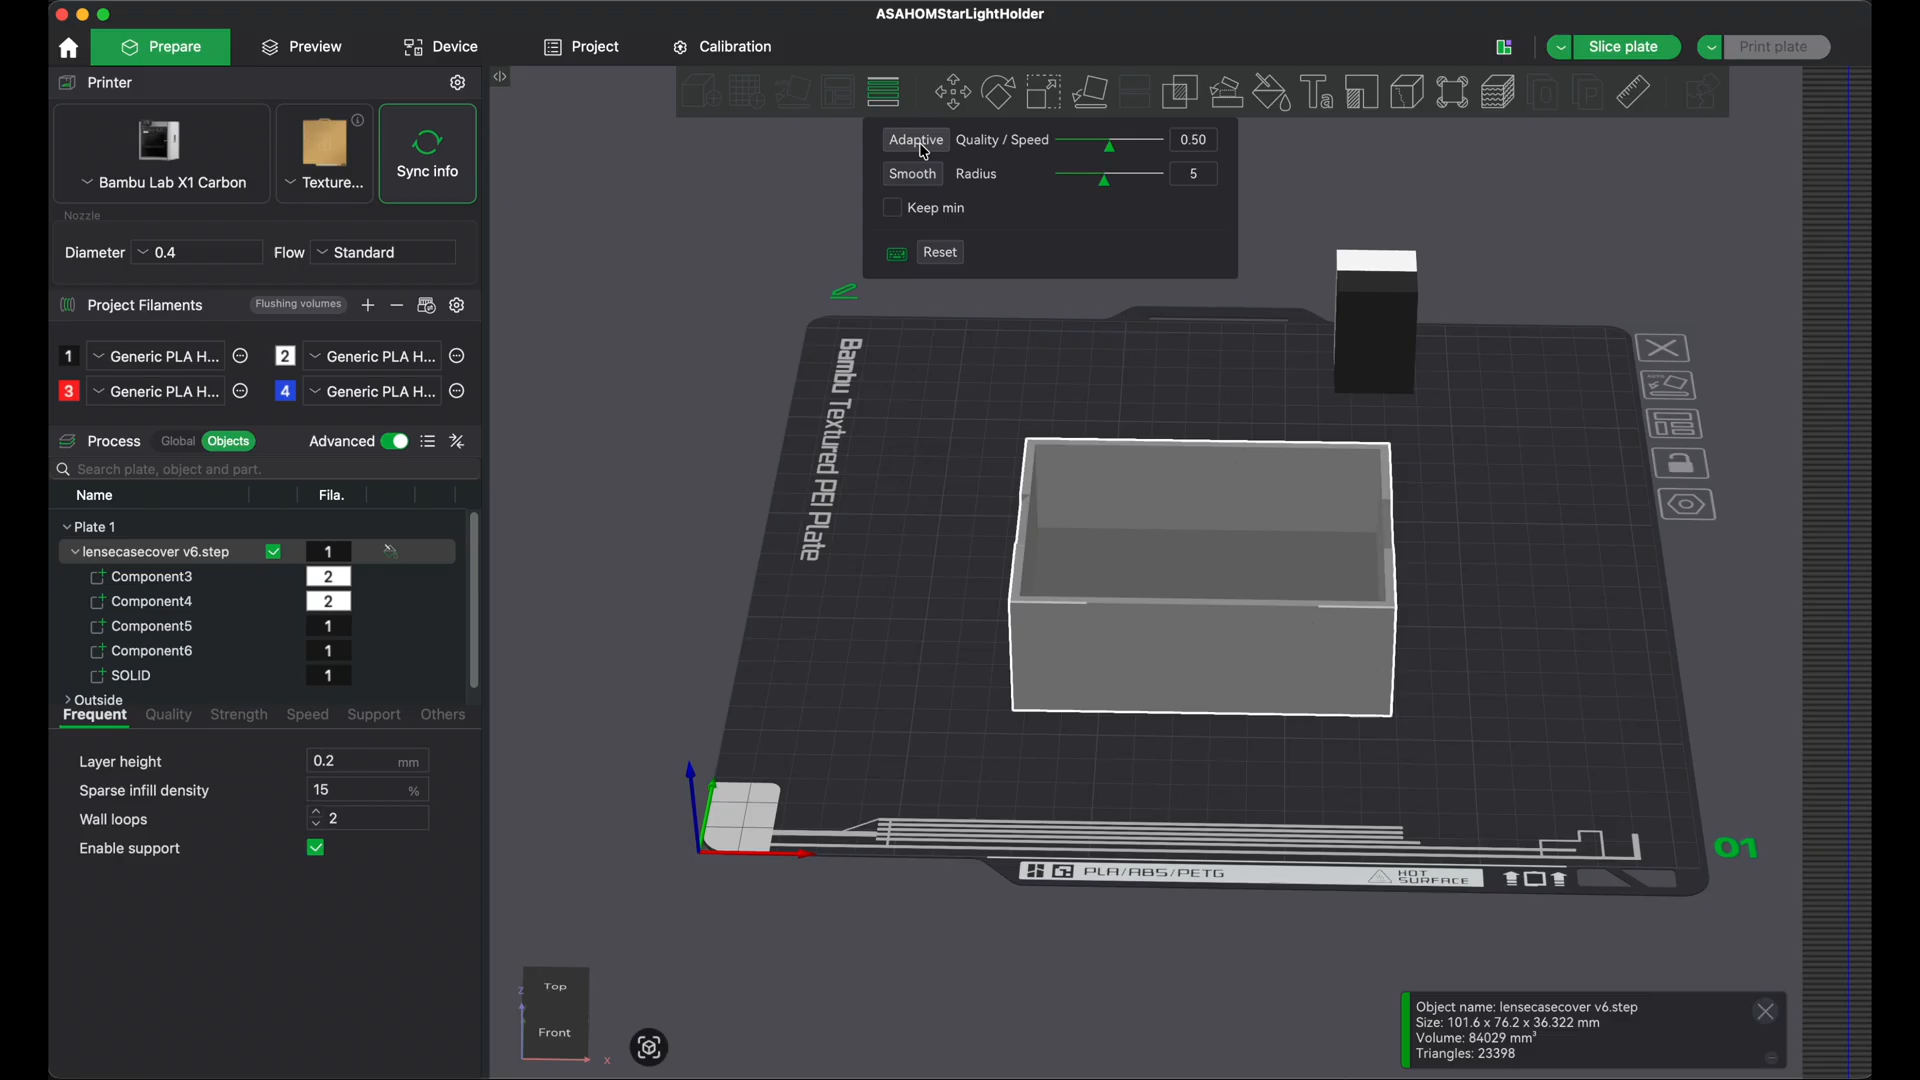 ASAHOMStarLightHolder
Prepare
Preview
Device
Project
Calibration
Slice plate
Print plate
Printer
Bambu Lab X1 Carbon
Texture...
Sync info
Nozzle
Diameter
0.4
Flow
Standard
Project Filaments
Flushing volumes
1 Generic PLA H...
2 Generic PLA H...
3 Generic PLA H...
4 Generic PLA H...
Process
Global
Objects
Advanced
Search plate, object and part.
Name
Fila.
Plate 1
lensecasecover v6.step 1
Component3 2
Component4 2
Component5 1
Component6 1
SOLID 1
Outside
Frequent
Quality
Strength
Speed
Support
Others
Layer height 0.2 mm
Sparse infill density 15 %
Wall loops 2
Enable support
Adaptive Quality / Speed 0.50
Smooth Radius 5
Keep min
Reset
Bambu Textured PEI Plate
PLA/ABS/PETG
HOT
SURFACE
01
Top
Front
Z
X
Object name: lensecasecover v6.step
Size: 101.6 x 76.2 x 36.322 mm
Volume: 84029 mm³
Triangles: 23398